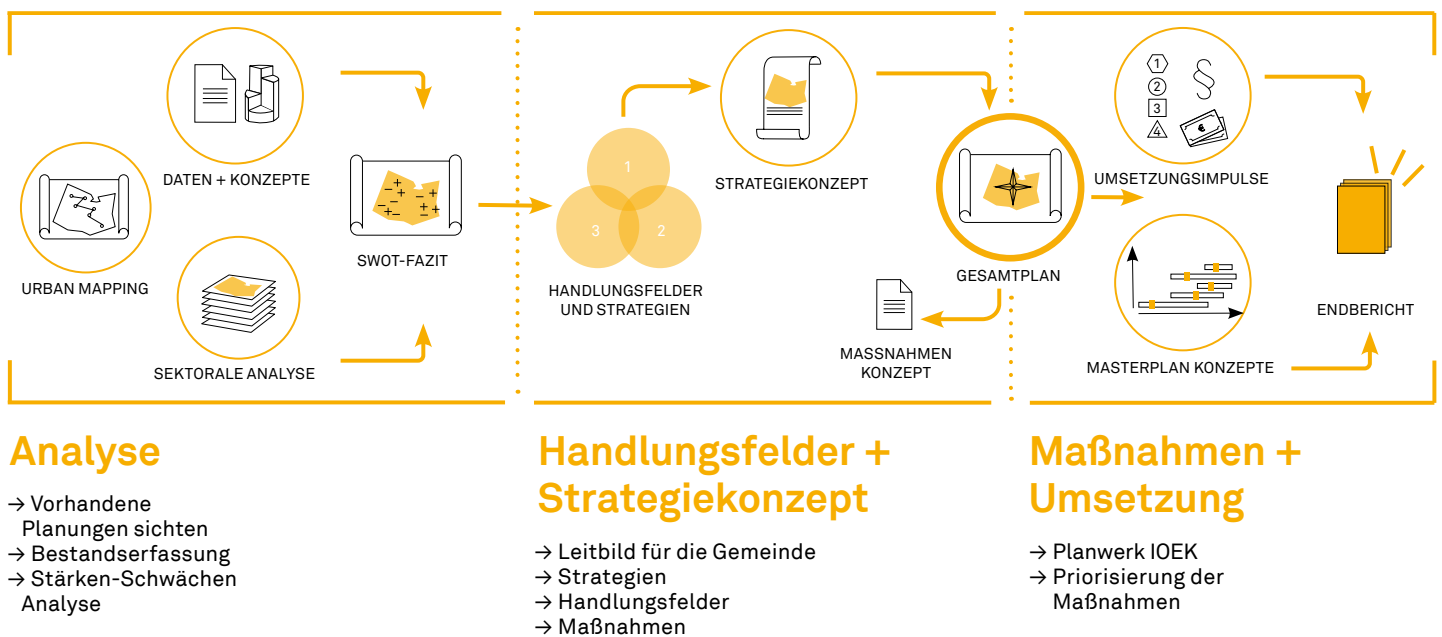 DATEN + KONZEPTE
URBAN MAPPING
SEKTORALE ANALYSE
+ + + +
− − − −
+ + + +
− − − −
SWOT-FAZIT
1
3
2
HANDLUNGSFELDER
UND STRATEGIEN
STRATEGIEKONZEPT
GESAMTPLAN
MASSNAHMEN
KONZEPT
1
2
3
4
§
€
UMSETZUNGSIMPULSE
MASTERPLAN KONZEPTE
ENDBERICHT
Analyse
→ Vorhandene
Planungen sichten
→ Bestandserfassung
→ Stärken-Schwächen
Analyse
Handlungsfelder +
Strategiekonzept
→ Leitbild für die Gemeinde
→ Strategien
→ Handlungsfelder
→ Maßnahmen
Maßnahmen +
Umsetzung
→ Planwerk IOEK
→ Priorisierung der
Maßnahmen